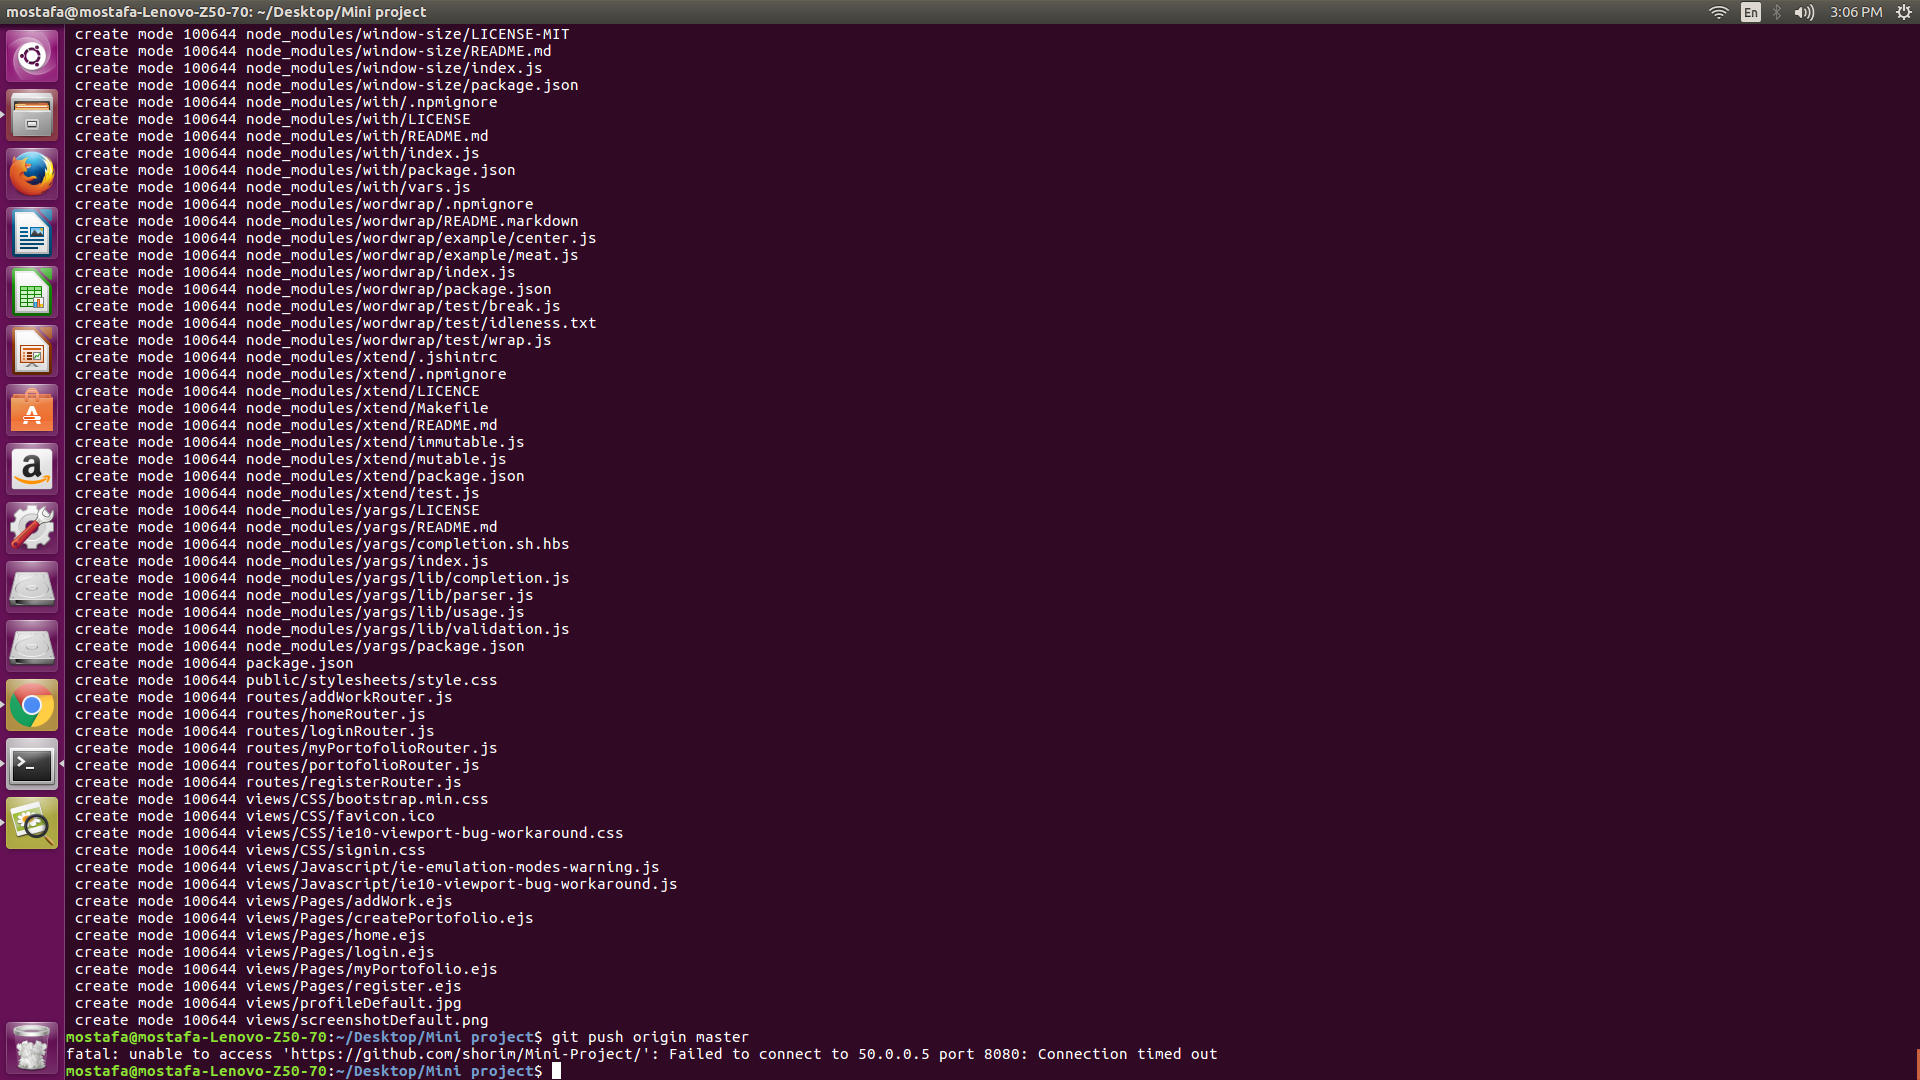 mostafa@mostafa-Lenovo-Z50-70: ~/Desktop/Mini project
En
3:06 PM
create mode 100644 node_modules/window-size/LICENSE-MIT
create mode 100644 node_modules/window-size/README.md
create mode 100644 node_modules/window-size/index.js
create mode 100644 node_modules/window-size/package.json
create mode 100644 node_modules/with/.npmignore
create mode 100644 node_modules/with/LICENSE
create mode 100644 node_modules/with/README.md
create mode 100644 node_modules/with/index.js
create mode 100644 node_modules/with/package.json
create mode 100644 node_modules/with/vars.js
create mode 100644 node_modules/wordwrap/.npmignore
create mode 100644 node_modules/wordwrap/README.markdown
create mode 100644 node_modules/wordwrap/example/center.js
create mode 100644 node_modules/wordwrap/example/meat.js
create mode 100644 node_modules/wordwrap/index.js
create mode 100644 node_modules/wordwrap/package.json
create mode 100644 node_modules/wordwrap/test/break.js
create mode 100644 node_modules/wordwrap/test/idleness.txt
create mode 100644 node_modules/wordwrap/test/wrap.js
create mode 100644 node_modules/xtend/.jshintrc
create mode 100644 node_modules/xtend/.npmignore
create mode 100644 node_modules/xtend/LICENCE
create mode 100644 node_modules/xtend/Makefile
create mode 100644 node_modules/xtend/README.md
create mode 100644 node_modules/xtend/immutable.js
create mode 100644 node_modules/xtend/mutable.js
create mode 100644 node_modules/xtend/package.json
create mode 100644 node_modules/xtend/test.js
create mode 100644 node_modules/yargs/LICENSE
create mode 100644 node_modules/yargs/README.md
create mode 100644 node_modules/yargs/completion.sh.hbs
create mode 100644 node_modules/yargs/index.js
create mode 100644 node_modules/yargs/lib/completion.js
create mode 100644 node_modules/yargs/lib/parser.js
create mode 100644 node_modules/yargs/lib/usage.js
create mode 100644 node_modules/yargs/lib/validation.js
create mode 100644 node_modules/yargs/package.json
create mode 100644 package.json
create mode 100644 public/stylesheets/style.css
create mode 100644 routes/addWorkRouter.js
create mode 100644 routes/homeRouter.js
create mode 100644 routes/loginRouter.js
create mode 100644 routes/myPortofolioRouter.js
create mode 100644 routes/portofolioRouter.js
create mode 100644 routes/registerRouter.js
create mode 100644 views/CSS/bootstrap.min.css
create mode 100644 views/CSS/favicon.ico
create mode 100644 views/CSS/ie10-viewport-bug-workaround.css
create mode 100644 views/CSS/signin.css
create mode 100644 views/Javascript/ie-emulation-modes-warning.js
create mode 100644 views/Javascript/ie10-viewport-bug-workaround.js
create mode 100644 views/Pages/addWork.ejs
create mode 100644 views/Pages/createPortofolio.ejs
create mode 100644 views/Pages/home.ejs
create mode 100644 views/Pages/login.ejs
create mode 100644 views/Pages/myPortofolio.ejs
create mode 100644 views/Pages/register.ejs
create mode 100644 views/profileDefault.jpg
create mode 100644 views/screenshotDefault.png
mostafa@mostafa-Lenovo-Z50-70:~/Desktop/Mini project$ git push origin master
fatal: unable to access 'https://github.com/shorim/Mini-Project/': Failed to connect to 50.0.0.5 port 8080: Connection timed out
mostafa@mostafa-Lenovo-Z50-70:~/Desktop/Mini project$